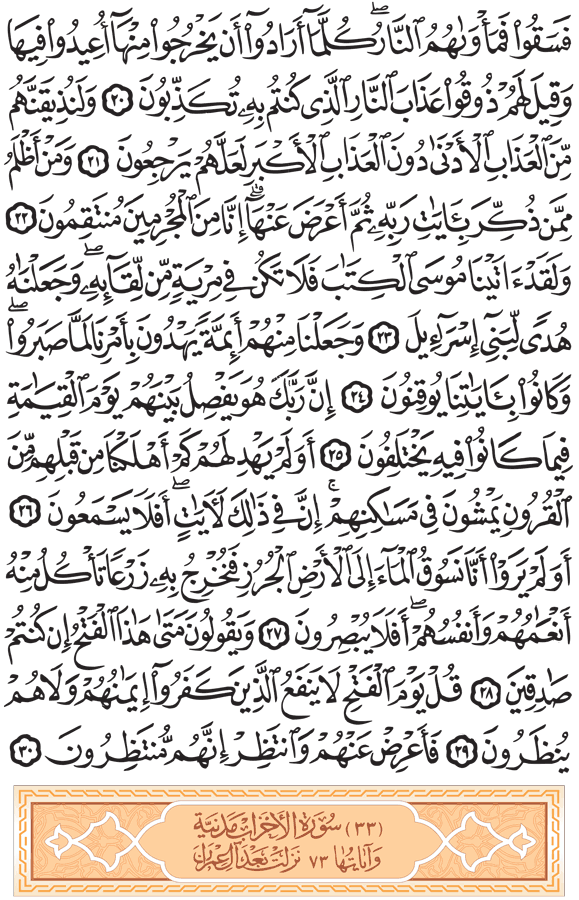 فَسَقُوا۟ فَمَأْوَىٰهُمُ ٱلنَّارُ ۖ كُلَّمَآ أَرَادُوٓا۟ أَن يَخْرُجُوا۟ مِنْهَآ أُعِيدُوا۟ فِيهَا
وَقِيلَ لَهُمْ ذُوقُوا۟ عَذَابَ ٱلنَّارِ ٱلَّذِى كُنتُم بِهِۦ تُكَذِّبُونَ ٢٠ وَلَنُذِيقَنَّهُم
مِّنَ ٱلْعَذَابِ ٱلْأَدْنَىٰ دُونَ ٱلْعَذَابِ ٱلْأَكْبَرِ لَعَلَّهُمْ يَرْجِعُونَ ٢١ وَمَنْ أَظْلَمُ
مِمَّن ذُكِّرَ بِـَٔايَـٰتِ رَبِّهِۦ ثُمَّ أَعْرَضَ عَنْهَآ ۚ إِنَّا مِنَ ٱلْمُجْرِمِينَ مُنتَقِمُونَ ٢٢
وَلَقَدْ ءَاتَيْنَا مُوسَى ٱلْكِتَـٰبَ فَلَا تَكُن فِى مِرْيَةٍ مِّن لِّقَآئِهِۦ ۖ وَجَعَلْنَـٰهُ
هُدًى لِّبَنِىٓ إِسْرَٰٓءِيلَ ٢٣ وَجَعَلْنَا مِنْهُمْ أَئِمَّةً يَهْدُونَ بِأَمْرِنَا لَمَّا صَبَرُوا۟ ۖ
وَكَانُوا۟ بِـَٔايَـٰتِنَا يُوقِنُونَ ٢٤ إِنَّ رَبَّكَ هُوَ يَفْصِلُ بَيْنَهُمْ يَوْمَ ٱلْقِيَـٰمَةِ
فِيمَا كَانُوا۟ فِيهِ يَخْتَلِفُونَ ٢٥ أَوَلَمْ يَهْدِ لَهُمْ كَمْ أَهْلَكْنَا مِن قَبْلِهِم مِّنَ
ٱلْقُرُونِ يَمْشُونَ فِى مَسَـٰكِنِهِمْ ۚ إِنَّ فِى ذَٰلِكَ لَـَٔايَـٰتٍ ۖ أَفَلَا يَسْمَعُونَ ٢٦
أَوَلَمْ يَرَوْا۟ أَنَّا نَسُوقُ ٱلْمَآءَ إِلَى ٱلْأَرْضِ ٱلْجُرُزِ فَنُخْرِجُ بِهِۦ زَرْعًا تَأْكُلُ مِنْهُ
أَنْعَـٰمُهُمْ وَأَنفُسُهُمْ ۖ أَفَلَا يُبْصِرُونَ ٢٧ وَيَقُولُونَ مَتَىٰ هَـٰذَا ٱلْفَتْحُ إِن كُنتُمْ
صَـٰدِقِينَ ٢٨ قُلْ يَوْمَ ٱلْفَتْحِ لَا يَنفَعُ ٱلَّذِينَ كَفَرُوٓا۟ إِيمَـٰنُهُمْ وَلَا هُمْ
يُنظَرُونَ ٢٩ فَأَعْرِضْ عَنْهُمْ وَٱنتَظِرْ إِنَّهُم مُّنتَظِرُونَ ٣٠
(٣٣) سُورَةُ الأَحْزَابِ مَدَنِيَّة
وَآيَاتُهَا ٧٣ نَزَلَتْ بَعْدَ آلِ عِمْرَانَ